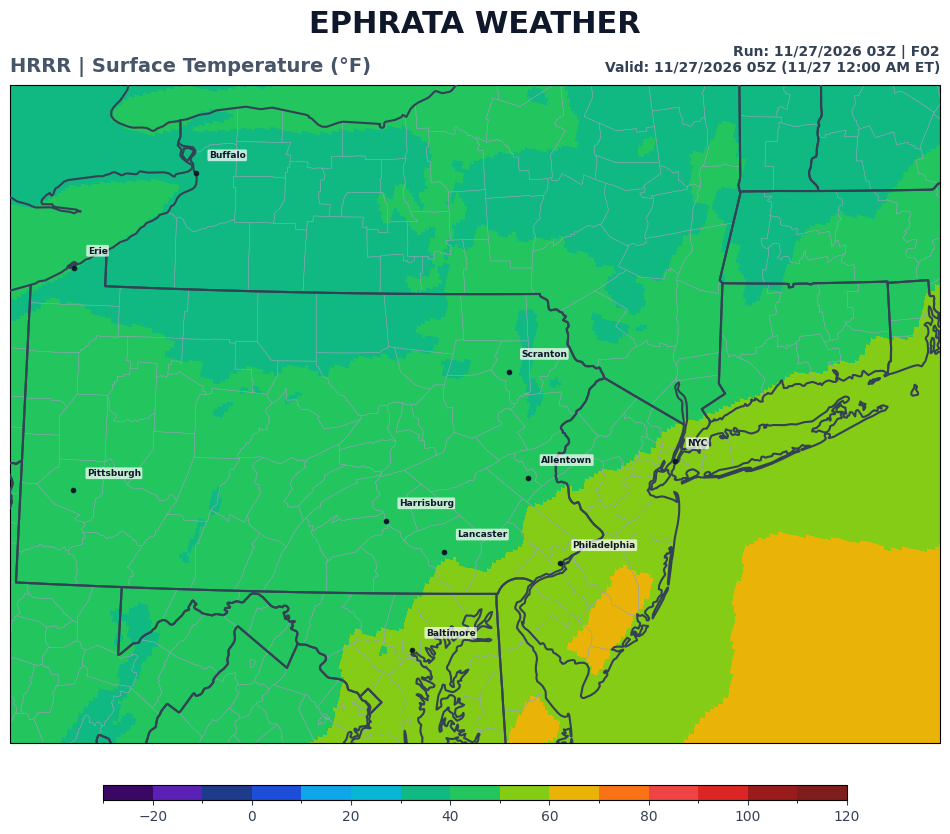 EPHRATA WEATHER
HRRR | Surface Temperature (°F)
Run: 11/27/2026 03Z | F02
Valid: 11/27/2026 05Z (11/27 12:00 AM ET)
Buffalo
Erie
Scranton
NYC
Allentown
Pittsburgh
Harrisburg
Lancaster
Philadelphia
Baltimore
−20 0 20 40 60 80 100 120